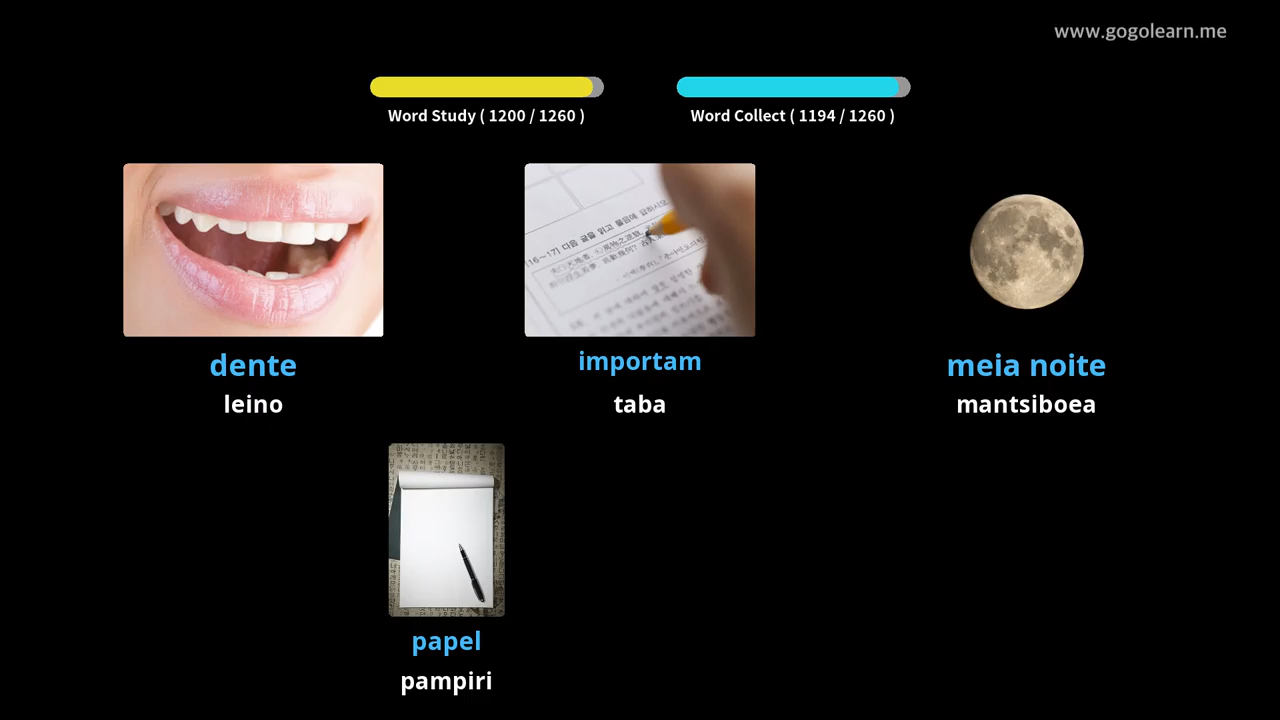 www.gogolearn.me
Word Study ( 1200 / 1260 )
Word Collect ( 1194 / 1260 )
dente
leino
importam
taba
meia noite
mantsiboea
papel
pampiri